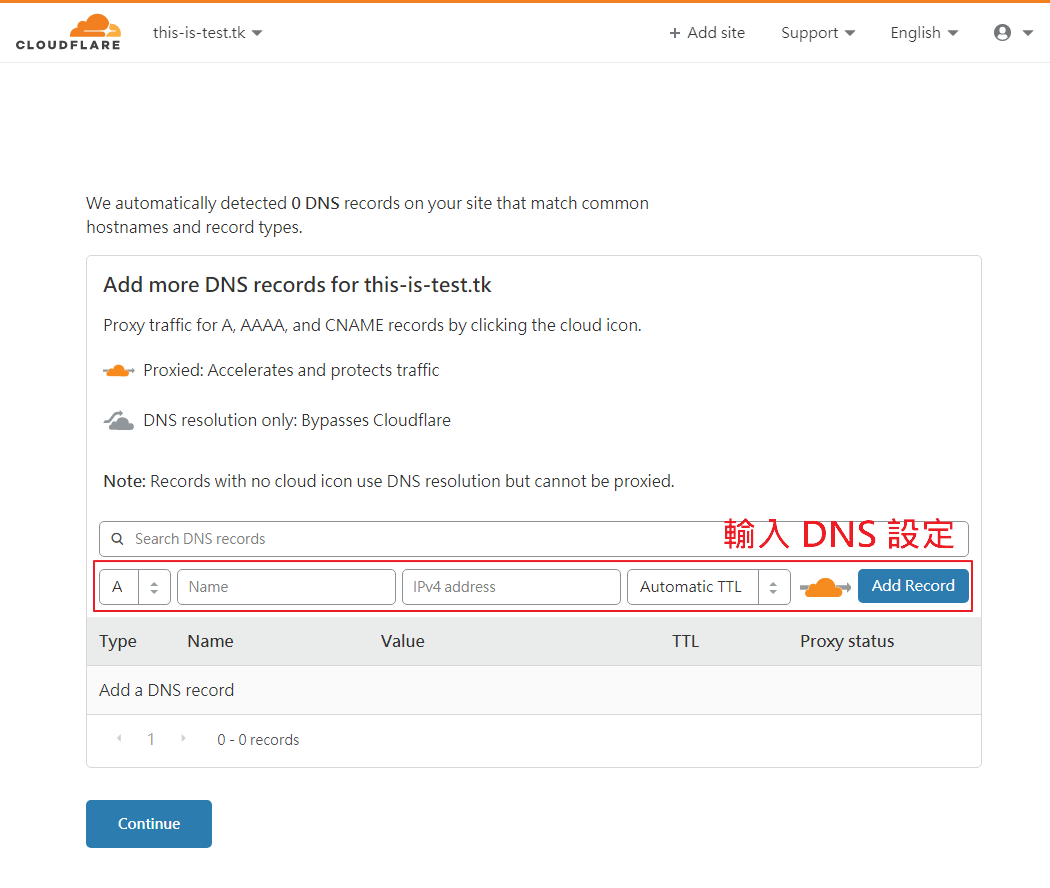 CLOUDFLARE
this-is-test.tk
+ Add site
Support
English
We automatically detected 0 DNS records on your site that match common
hostnames and record types.
Add more DNS records for this-is-test.tk
Proxy traffic for A, AAAA, and CNAME records by clicking the cloud icon.
Proxied: Accelerates and protects traffic
DNS resolution only: Bypasses Cloudflare
Note: Records with no cloud icon use DNS resolution but cannot be proxied.
Search DNS records
輸入 DNS 設定
A
Name
IPv4 address
Automatic TTL
Add Record
Type Name Value TTL Proxy status
Add a DNS record
1
0 - 0 records
Continue